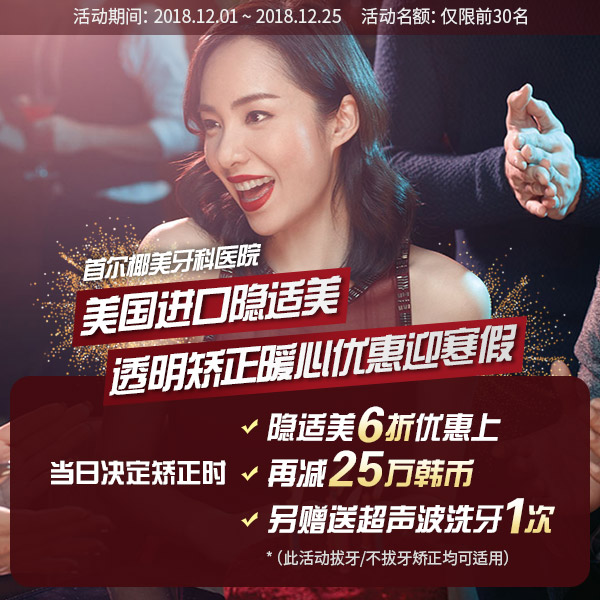 活动期间：2018.12.01 ~ 2018.12.25 活动名额：仅限前30名
首尔椰美牙科医院
美国进口隐适美
透明矫正暖心优惠迎寒假
当日决定矫正时
✓ 隐适美6折优惠上
✓ 再减25万韩币
✓ 另赠送超声波洗牙1次
*（此活动拔牙/不拔牙矫正均可适用）